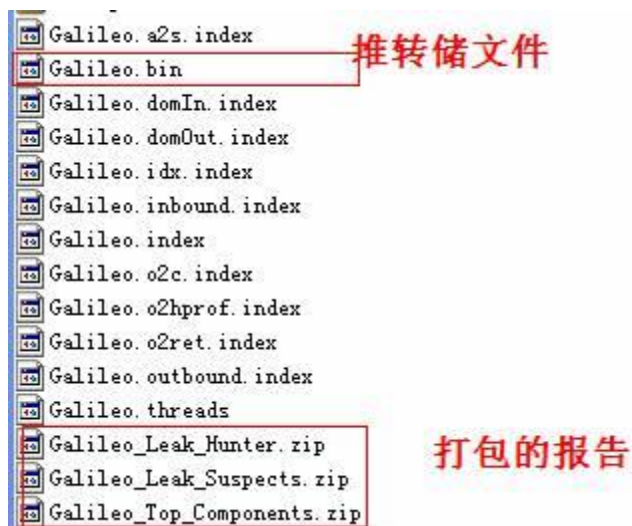 Galileo.a2s.index
堆转储文件
Galileo.bin
Galileo.domIn.index
Galileo.domOut.index
Galileo.idx.index
Galileo.inbound.index
Galileo.index
Galileo.o2c.index
Galileo.o2hprof.index
Galileo.o2ret.index
Galileo.outbound.index
Galileo.threads
Galileo_Leak_Hunter.zip
打包的报告
Galileo_Leak_Suspects.zip
Galileo_Top_Components.zip